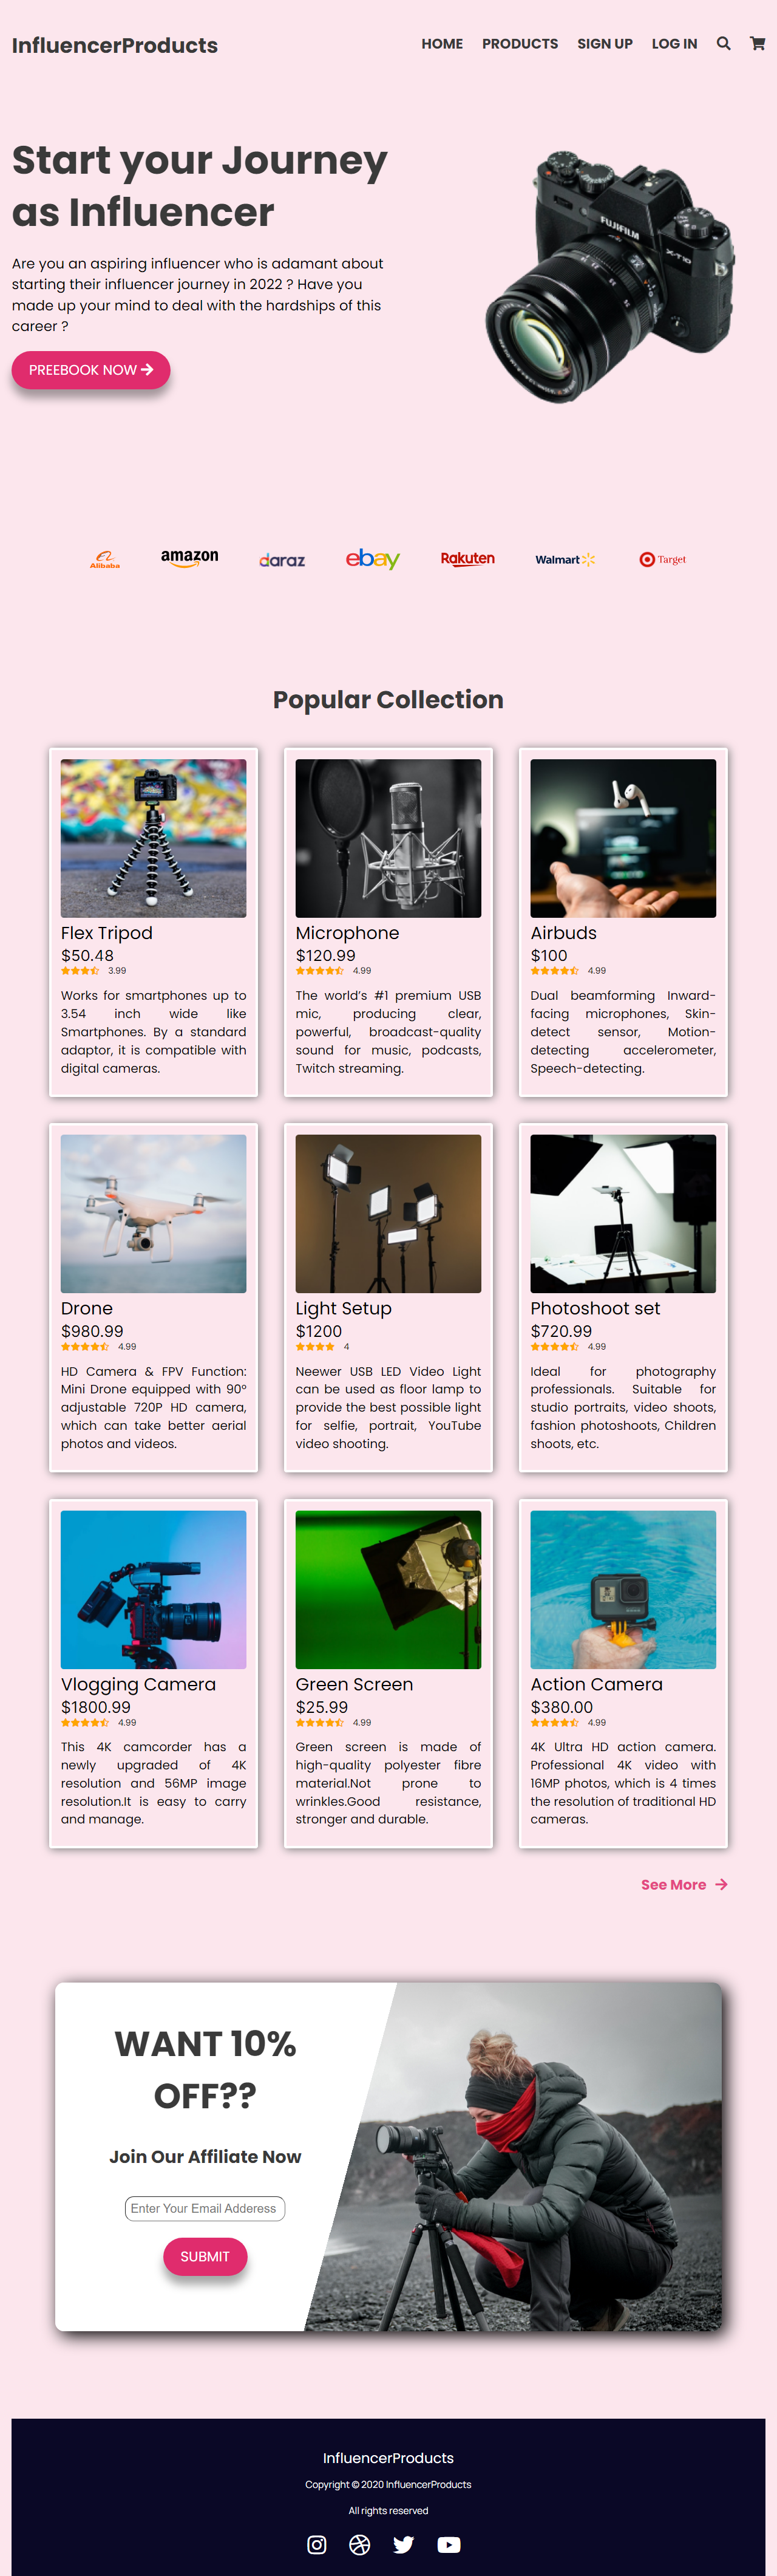 InfluencerProducts
HOME PRODUCTS SIGN UP LOG IN
Start your Journey
as Influencer
Are you an aspiring influencer who is adamant about
starting their influencer journey in 2022 ? Have you
made up your mind to deal with the hardships of this
career ?
PREEBOOK NOW
FUJIFILM
X-T10
Alibaba amazon daraz ebay Rakuten Walmart Target
Popular Collection
Flex Tripod
$50.48
3.99
Works for smartphones up to
3.54 inch wide like
Smartphones. By a standard
adaptor, it is compatible with
digital cameras.
Microphone
$120.99
4.99
The world's #1 premium USB
mic, producing clear,
powerful, broadcast-quality
sound for music, podcasts,
Twitch streaming.
Airbuds
$100
4.99
Dual beamforming Inward-
facing microphones, Skin-
detect sensor, Motion-
detecting accelerometer,
Speech-detecting.
Drone
$980.99
4.99
HD Camera & FPV Function:
Mini Drone equipped with 90°
adjustable 720P HD camera,
which can take better aerial
photos and videos.
Light Setup
$1200
4
Neewer USB LED Video Light
can be used as floor lamp to
provide the best possible light
for selfie, portrait, YouTube
video shooting.
Photoshoot set
$720.99
4.99
Ideal for photography
professionals. Suitable for
studio portraits, video shoots,
fashion photoshoots, Children
shoots, etc.
Vlogging Camera
$1800.99
4.99
This 4K camcorder has a
newly upgraded of 4K
resolution and 56MP image
resolution.It is easy to carry
and manage.
Green Screen
$25.99
4.99
Green screen is made of
high-quality polyester fibre
material.Not prone to
wrinkles.Good resistance,
stronger and durable.
Action Camera
$380.00
4.99
4K Ultra HD action camera.
Professional 4K video with
16MP photos, which is 4 times
the resolution of traditional HD
cameras.
See More
WANT 10%
OFF??
Join Our Affiliate Now
Enter Your Email Adderess
SUBMIT
InfluencerProducts
Copyright © 2020 InfluencerProducts
All rights reserved